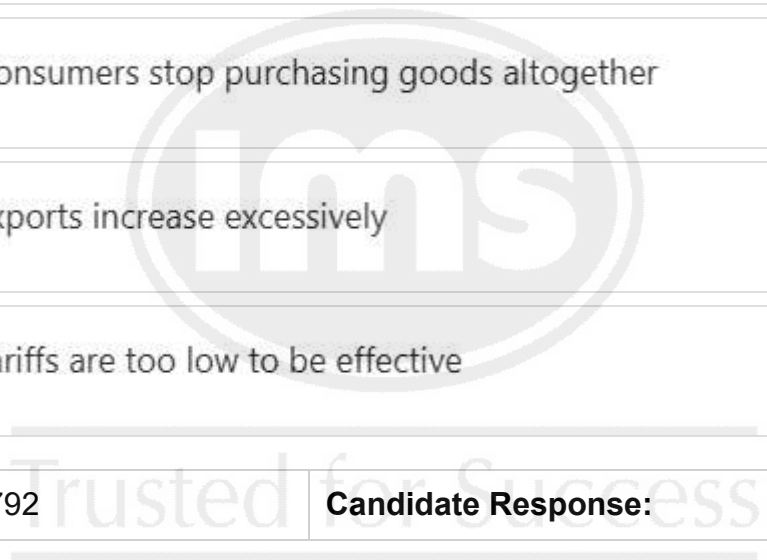 onsumers stop purchasing goods altogether
ims
xports increase excessively
ariffs are too low to be effective
Trusted for Success
792 Candidate Response: